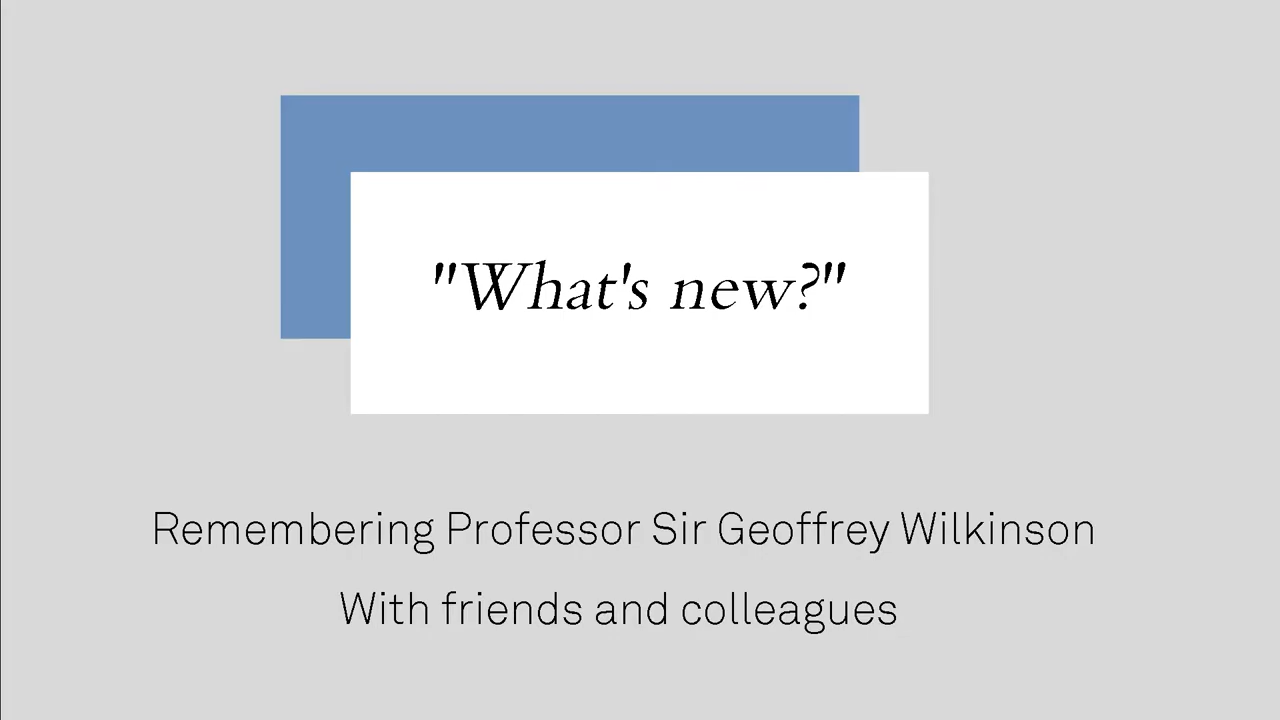 "What's new?"
Remembering Professor Sir Geoffrey Wilkinson
With friends and colleagues